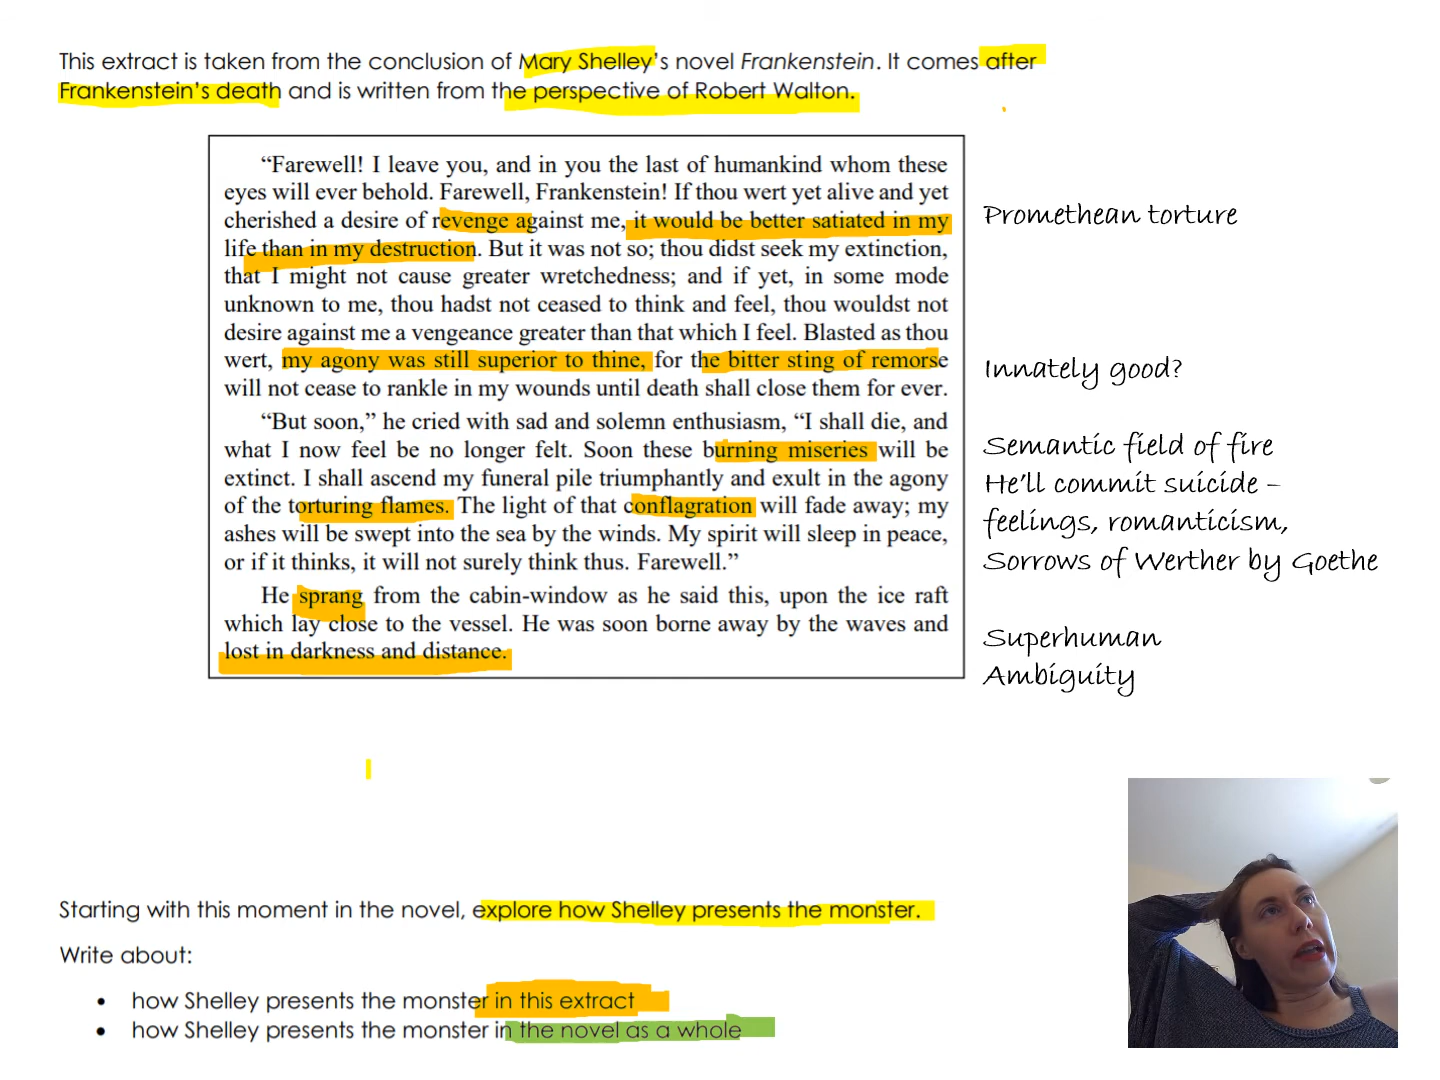 This extract is taken from the conclusion of Mary Shelley's novel Frankenstein. It comes after
Frankenstein's death and is written from the perspective of Robert Walton.
“Farewell! I leave you, and in you the last of humankind whom these
eyes will ever behold. Farewell, Frankenstein! If thou wert yet alive and yet
cherished a desire of revenge against me, it would be better satiated in my
life than in my destruction. But it was not so; thou didst seek my extinction,
that I might not cause greater wretchedness; and if yet, in some mode
unknown to me, thou hadst not ceased to think and feel, thou wouldst not
desire against me a vengeance greater than that which I feel. Blasted as thou
wert, my agony was still superior to thine, for the bitter sting of remorse
will not cease to rankle in my wounds until death shall close them for ever.
“But soon,” he cried with sad and solemn enthusiasm, “I shall die, and
what I now feel be no longer felt. Soon these burning miseries will be
extinct. I shall ascend my funeral pile triumphantly and exult in the agony
of the torturing flames. The light of that conflagration will fade away; my
ashes will be swept into the sea by the winds. My spirit will sleep in peace,
or if it thinks, it will not surely think thus. Farewell.”
He sprang from the cabin-window as he said this, upon the ice raft
which lay close to the vessel. He was soon borne away by the waves and
lost in darkness and distance.
Promethean torture
Innately good?
Semantic field of fire
He'll commit suicide –
feelings, romanticism,
Sorrows of Werther by Goethe
Superhuman
Ambiguity
Starting with this moment in the novel, explore how Shelley presents the monster.
Write about:
• how Shelley presents the monster in this extract
• how Shelley presents the monster in the novel as a whole